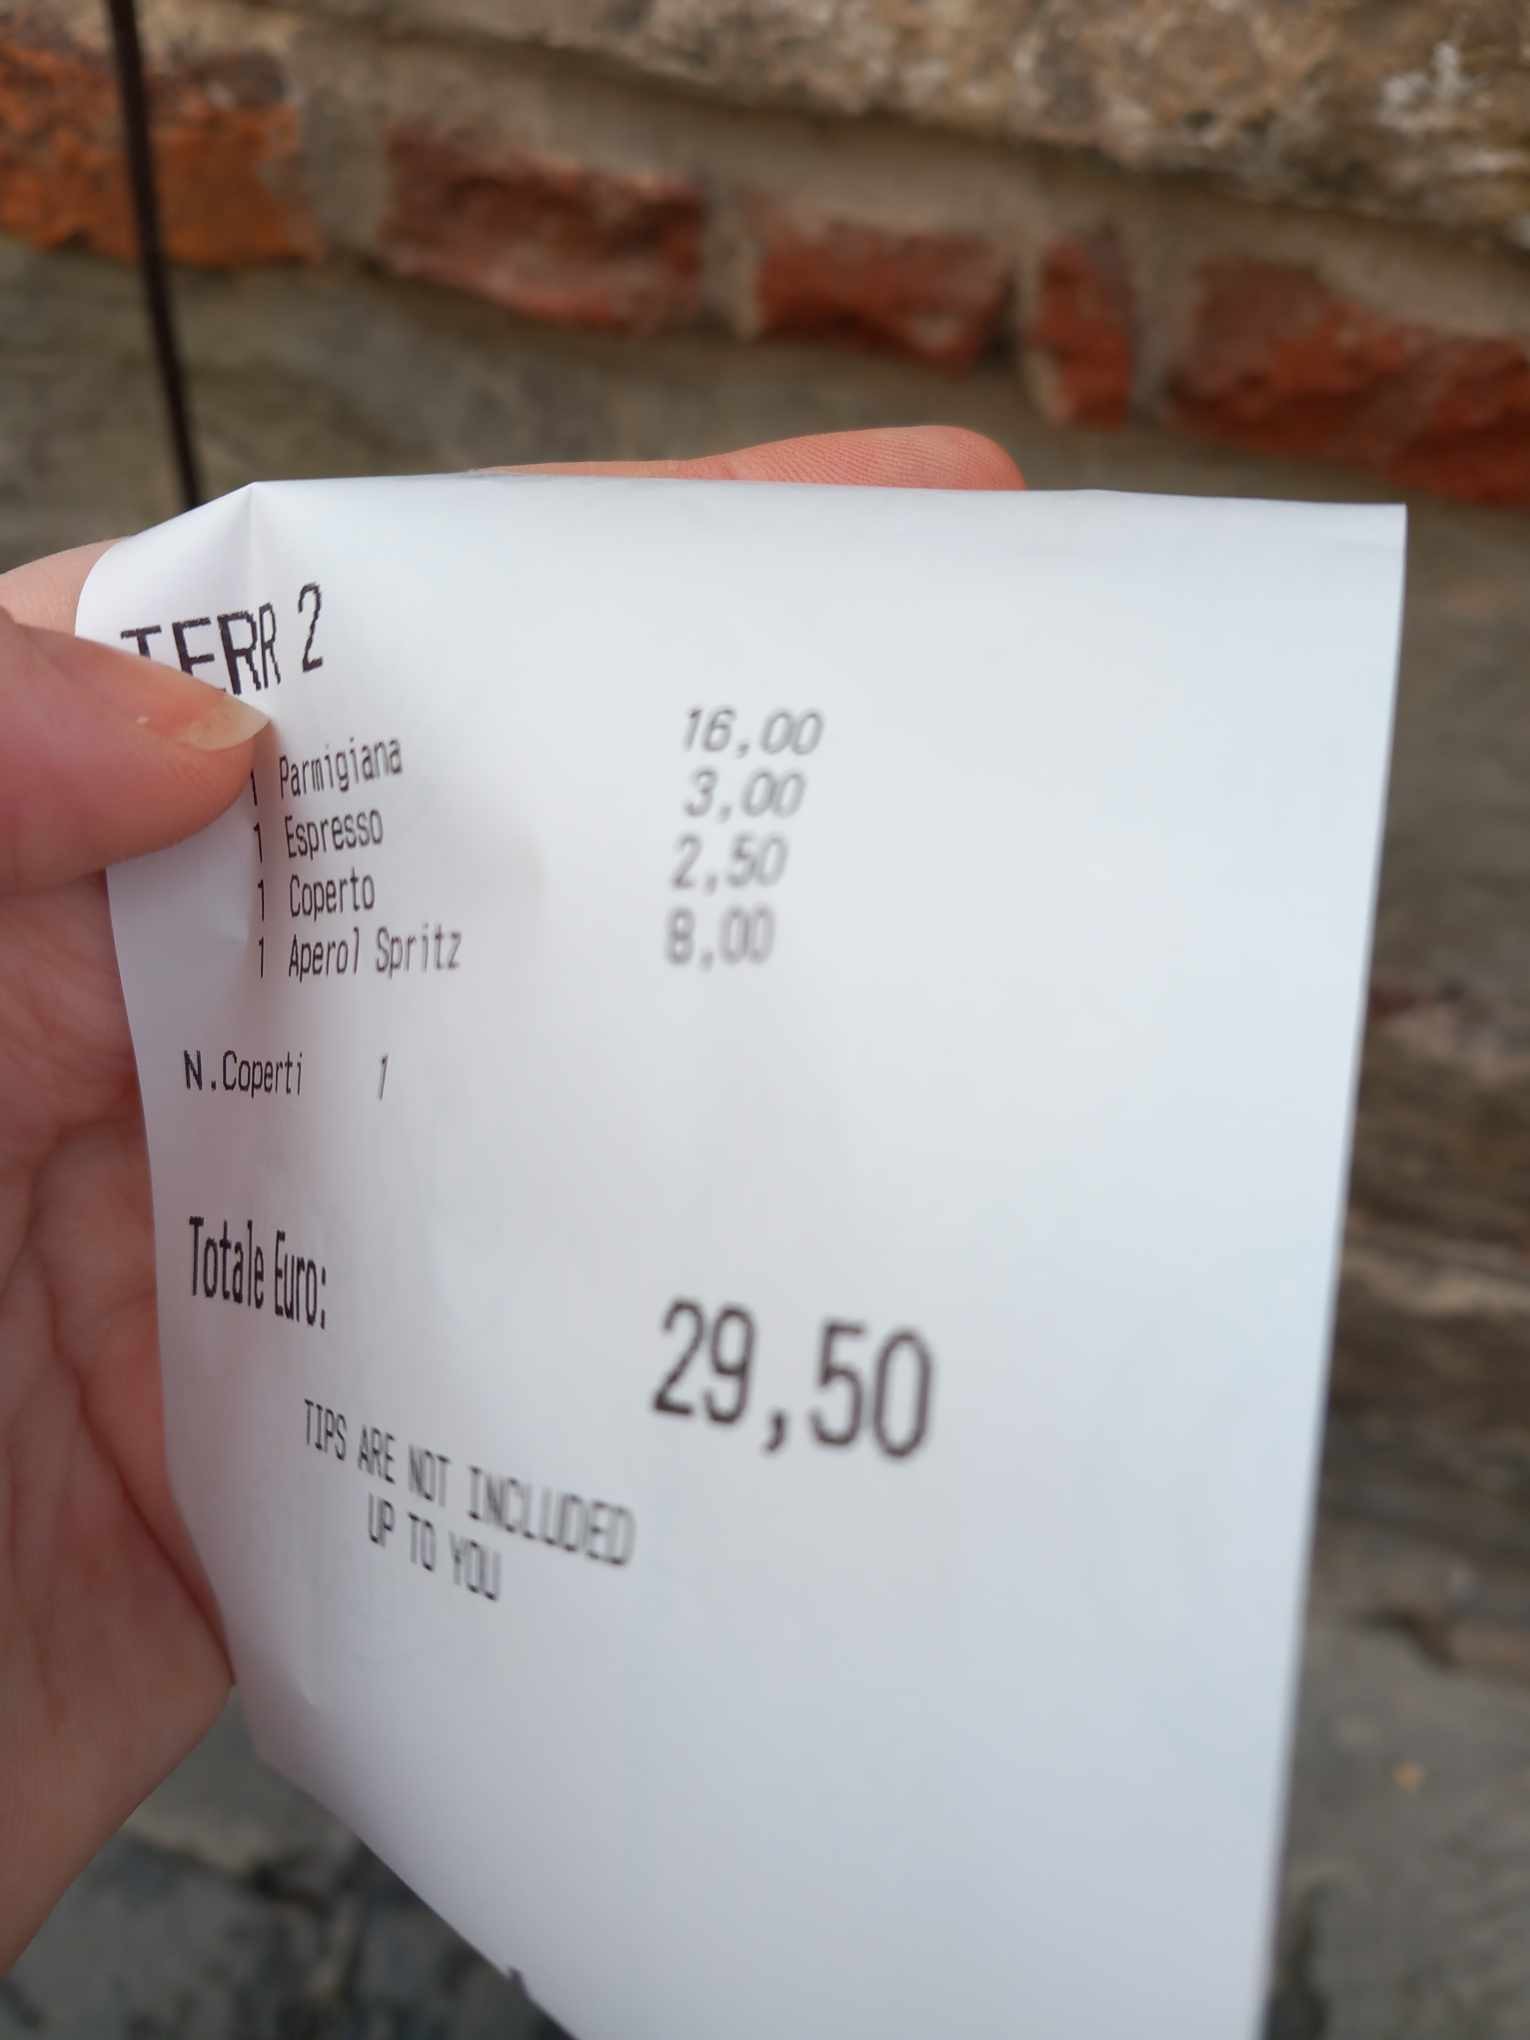 TERR 2
1 Parmigiana 16,00
1 Espresso 3,00
1 Coperto 2,50
1 Aperol Spritz 8,00
N.Coperti 1
Totale Euro: 29,50
TIPS ARE NOT INCLUDED
UP TO YOU